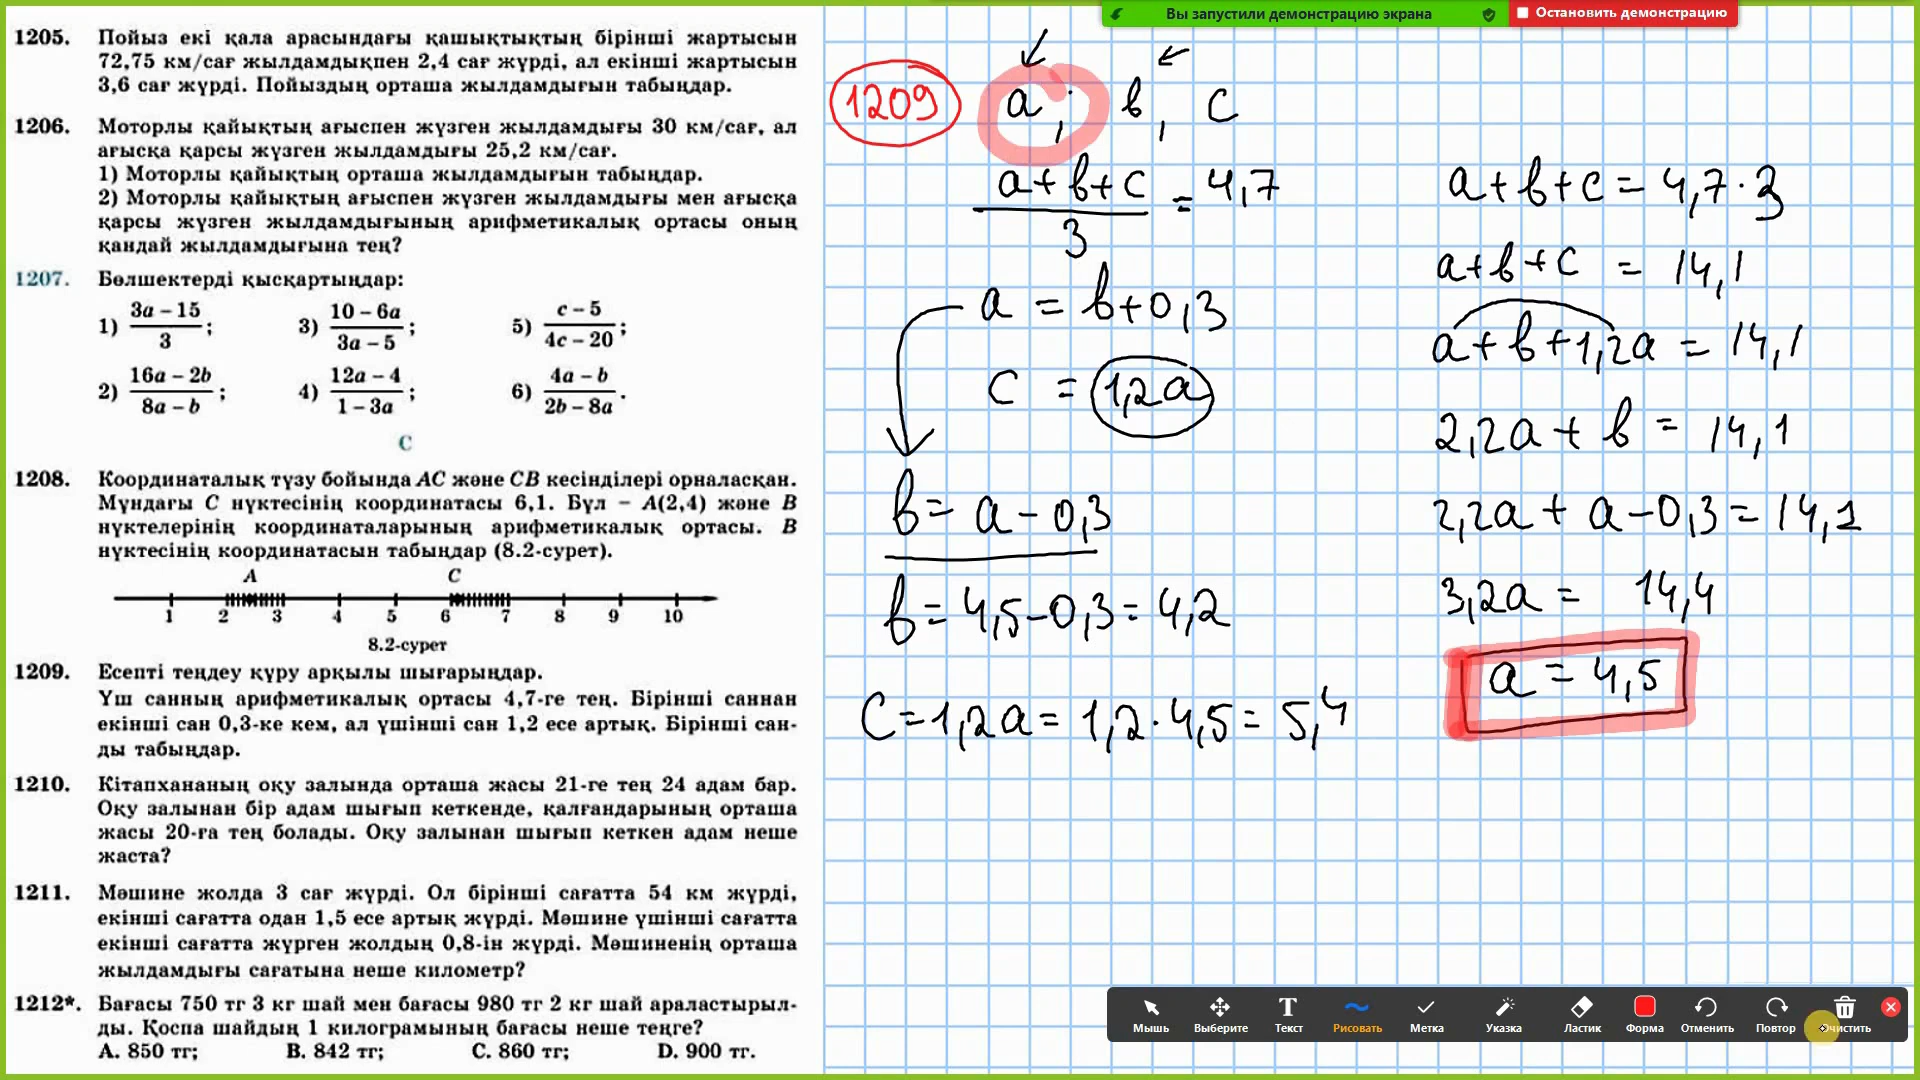 Вы запустили демонстрацию экрана
Остановить демонстрацию
1205. Пойыз екі қала арасындағы қашықтықтың бірінші жартысын
72,75 км/сағ жылдамдықпен 2,4 сағ жүрді, ал екінші жартысын
3,6 сағ жүрді. Пойыздың орташа жылдамдығын табыңдар.
1206. Моторлы қайықтың ағыспен жүзген жылдамдығы 30 км/сағ, ал
ағысқа қарсы жүзген жылдамдығы 25,2 км/сағ.
1) Моторлы қайықтың орташа жылдамдығын табыңдар.
2) Моторлы қайықтың ағыспен жүзген жылдамдығы мен ағысқа
қарсы жүзген жылдамдығының арифметикалық ортасы оның
қандай жылдамдығына тең?
1207. Бөлшектерді қысқартыңдар:
1) (3a – 15)/3; 3) (10 – 6a)/(3a – 5); 5) (c – 5)/(4c – 20);
2) (16a – 2b)/(8a – b); 4) (12a – 4)/(1 – 3a); 6) (4a – b)/(2b – 8a).
C
1208. Координаталық түзу бойында AC және CB кесінділері орналасқан.
Мұндағы C нүктесінің координатасы 6,1. Бұл – A(2,4) және B
нүктелерінің координаталарының арифметикалық ортасы. B
нүктесінің координатасын табыңдар (8.2-сурет).
A C
1 2 3 4 5 6 7 8 9 10
8.2-сурет
1209. Есепті теңдеу құру арқылы шығарыңдар.
Үш санның арифметикалық ортасы 4,7-ге тең. Бірінші саннан
екінші сан 0,3-ке кем, ал үшінші сан 1,2 есе артық. Бірінші сан-
ды табыңдар.
1210. Кітапхананың оқу залында орташа жасы 21-ге тең 24 адам бар.
Оқу залынан бір адам шығып кеткенде, қалғандарының орташа
жасы 20-ға тең болады. Оқу залынан шығып кеткен адам неше
жаста?
1211. Мәшине жолда 3 сағ жүрді. Ол бірінші сағатта 54 км жүрді,
екінші сағатта одан 1,5 есе артық жүрді. Мәшине үшінші сағатта
екінші сағатта жүрген жолдың 0,8-ін жүрді. Мәшиненің орташа
жылдамдығы сағатына неше километр?
1212*. Бағасы 750 тг 3 кг шай мен бағасы 980 тг 2 кг шай араластырыл-
ды. Қоспа шайдың 1 килограмының бағасы неше теңге?
A. 850 тг; B. 842 тг; C. 860 тг; D. 900 тг.
1209 a, b, c
(a+b+c)/3 = 4,7
a = b+0,3
c = 1,2a
b = a – 0,3
b = 4,5–0,3 = 4,2
c = 1,2a = 1,2·4,5 = 5,4
a+b+c = 4,7·3
a+b+c = 14,1
a+b+1,2a = 14,1
2,2a + b = 14,1
2,2a + a – 0,3 = 14,1
3,2a = 14,4
a = 4,5
Мышь Выберите Текст Рисовать Метка Указка Ластик Форма Отменить Повтор Очистить